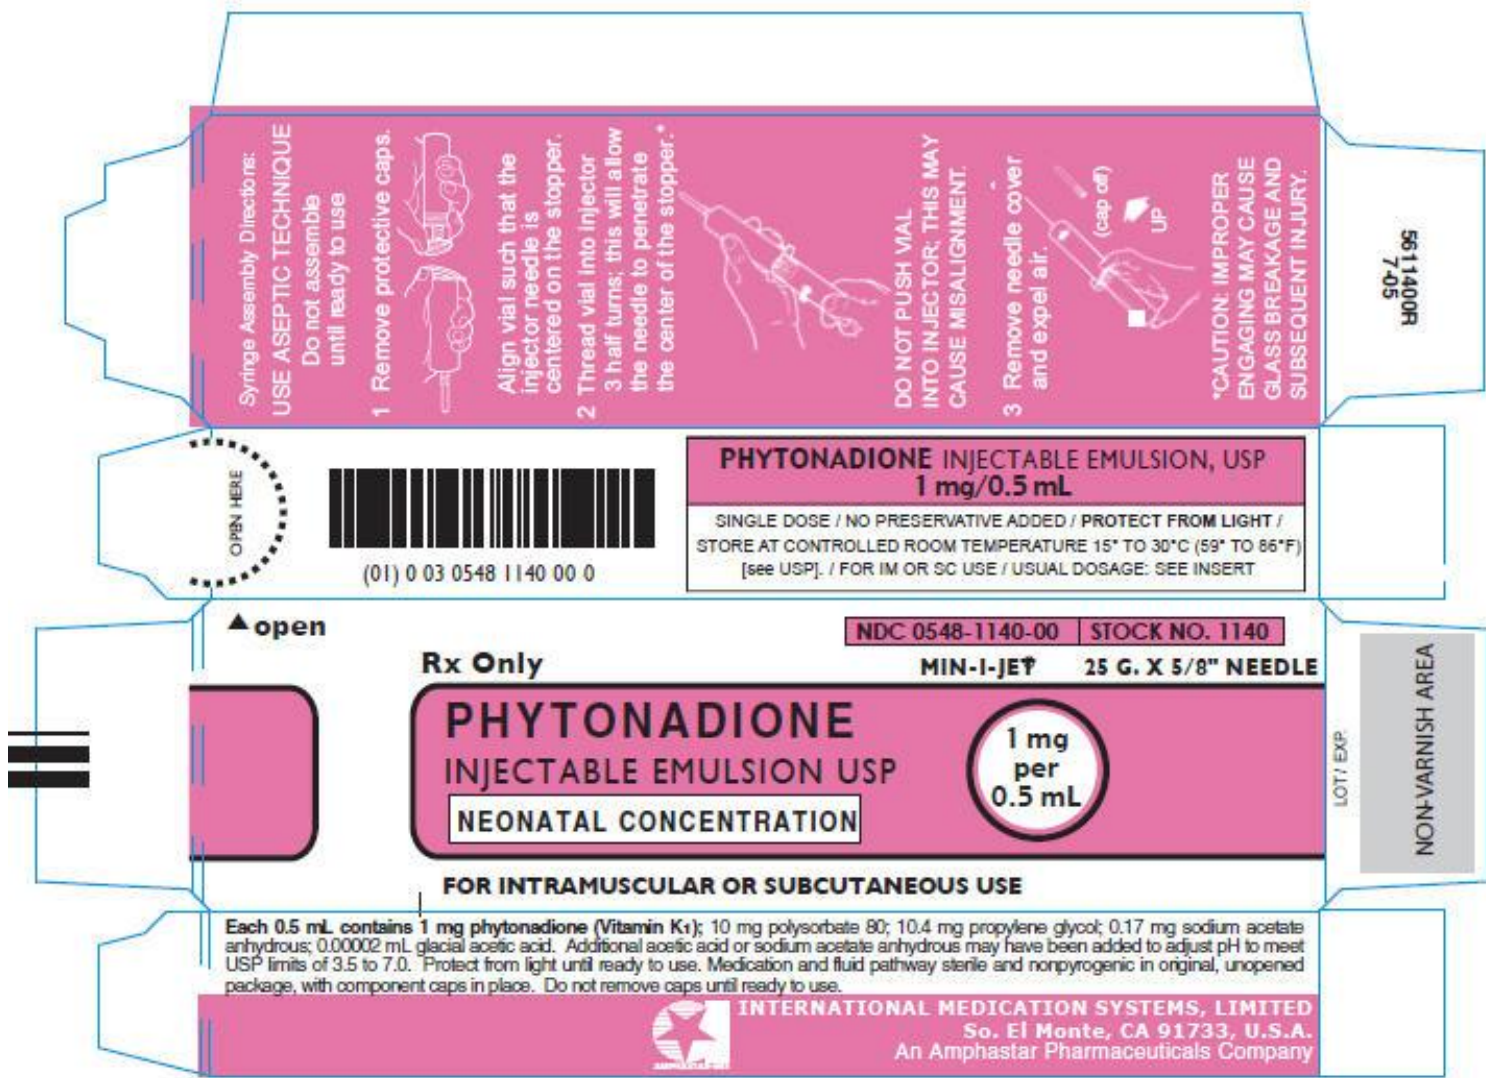 Syringe Assembly Directions:
USE ASEPTIC TECHNIQUE
Do not assemble
until ready to use
1 Remove protective caps.
Align vial such that the
injector needle is
centered on the stopper.
2 Thread vial into injector
3 half turns; this will allow
the needle to penetrate
the center of the stopper.*
DO NOT PUSH VIAL
INTO INJECTOR; THIS MAY
CAUSE MISALIGNMENT.
3 Remove needle cover
and expel air.
(cap off)
UP
*CAUTION: IMPROPER
ENGAGING MAY CAUSE
GLASS BREAKAGE AND
SUBSEQUENT INJURY.
5611400R
7-05
OPEN HERE
(01) 0 03 0548 1140 00 0
PHYTONADIONE INJECTABLE EMULSION, USP
1 mg/0.5 mL
SINGLE DOSE / NO PRESERVATIVE ADDED / PROTECT FROM LIGHT /
STORE AT CONTROLLED ROOM TEMPERATURE 15° TO 30°C (59° TO 86°F)
[see USP]. / FOR IM OR SC USE / USUAL DOSAGE: SEE INSERT
▲open
NDC 0548-1140-00 STOCK NO. 1140
Rx Only
MIN-I-JET 25 G. X 5/8" NEEDLE
PHYTONADIONE
INJECTABLE EMULSION USP
NEONATAL CONCENTRATION
1 mg
per
0.5 mL
FOR INTRAMUSCULAR OR SUBCUTANEOUS USE
LOT / EXP.
NON-VARNISH AREA
Each 0.5 mL contains 1 mg phytonadione (Vitamin K1); 10 mg polysorbate 80; 10.4 mg propylene glycol; 0.17 mg sodium acetate
anhydrous; 0.00002 mL glacial acetic acid. Additional acetic acid or sodium acetate anhydrous may have been added to adjust pH to meet
USP limits of 3.5 to 7.0. Protect from light until ready to use. Medication and fluid pathway sterile and nonpyrogenic in original, unopened
package, with component caps in place. Do not remove caps until ready to use.
INTERNATIONAL MEDICATION SYSTEMS, LIMITED
So. El Monte, CA 91733, U.S.A.
An Amphastar Pharmaceuticals Company